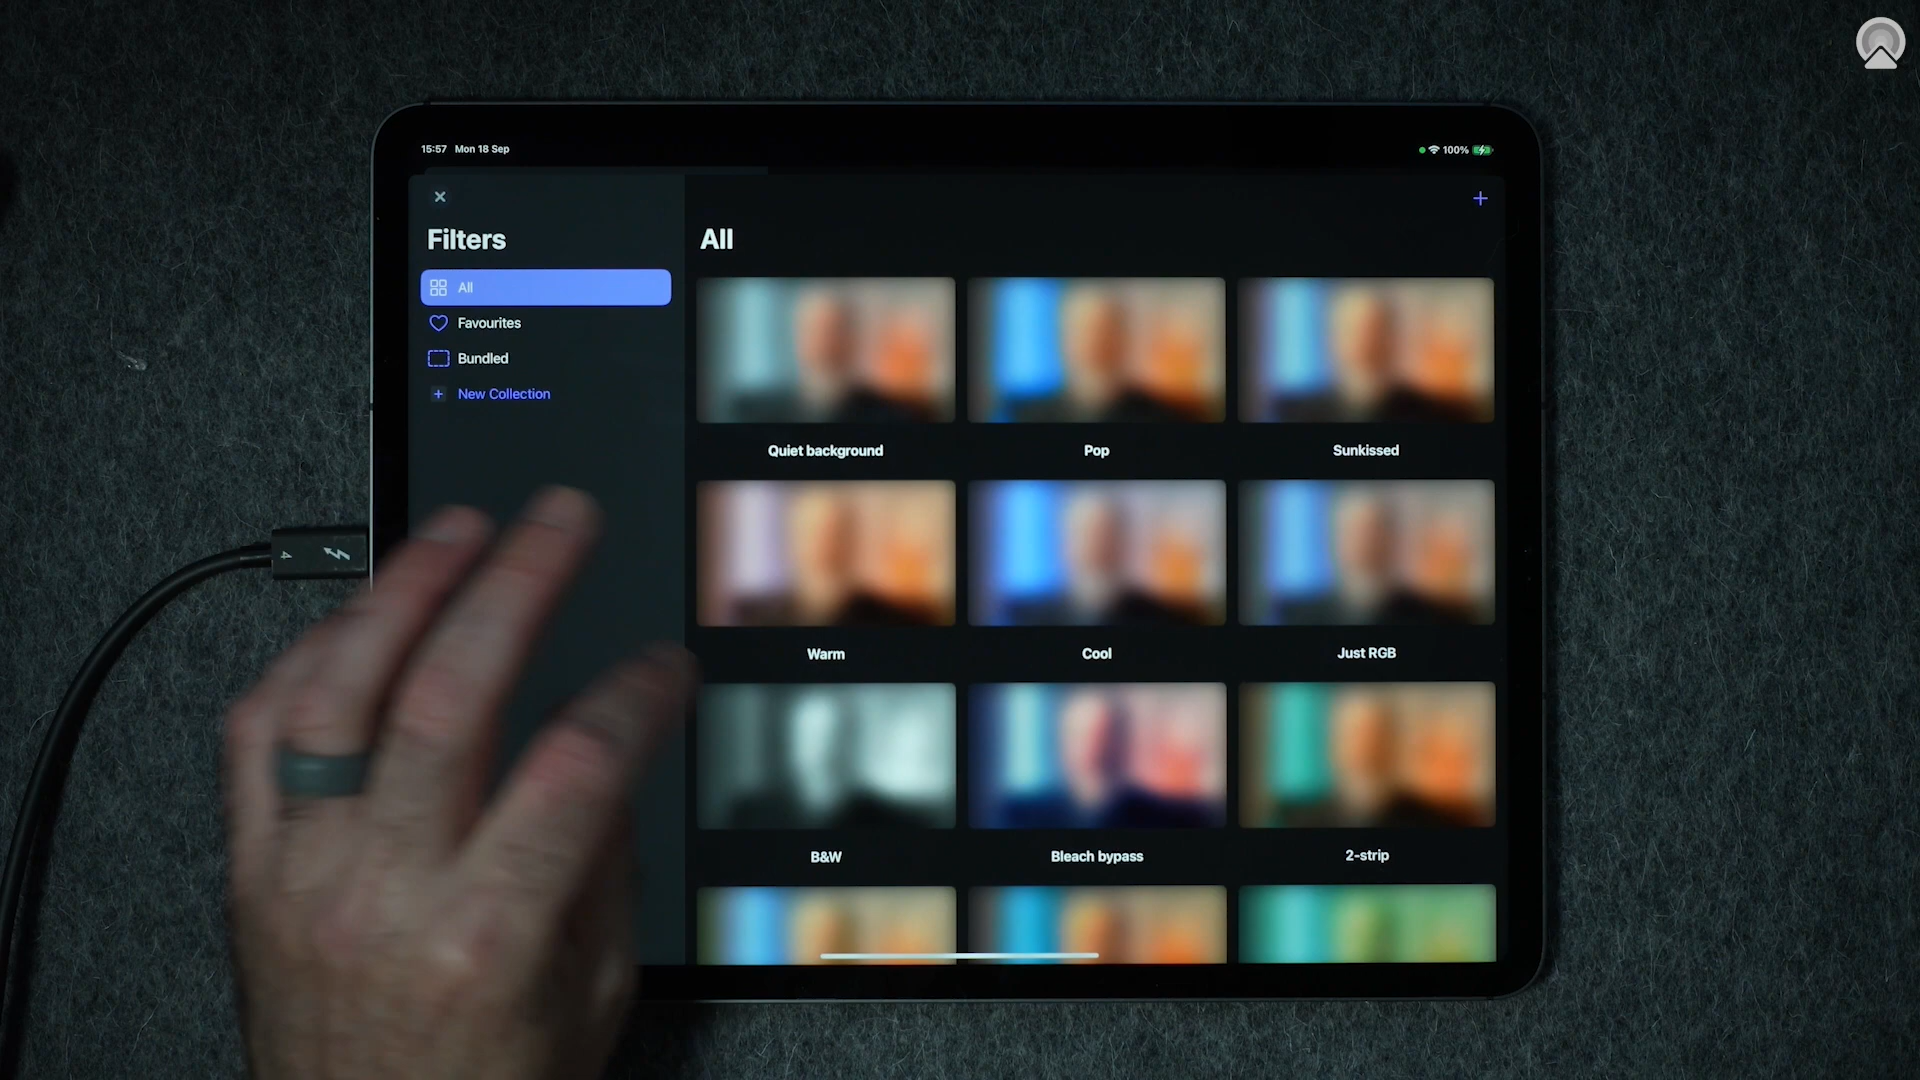 15:57 Mon 18 Sep
100%
Filters
All
Favourites
Bundled
New Collection
All
Quiet background
Pop
Sunkissed
Warm
Cool
Just RGB
B&W
Bleach bypass
2-strip
4